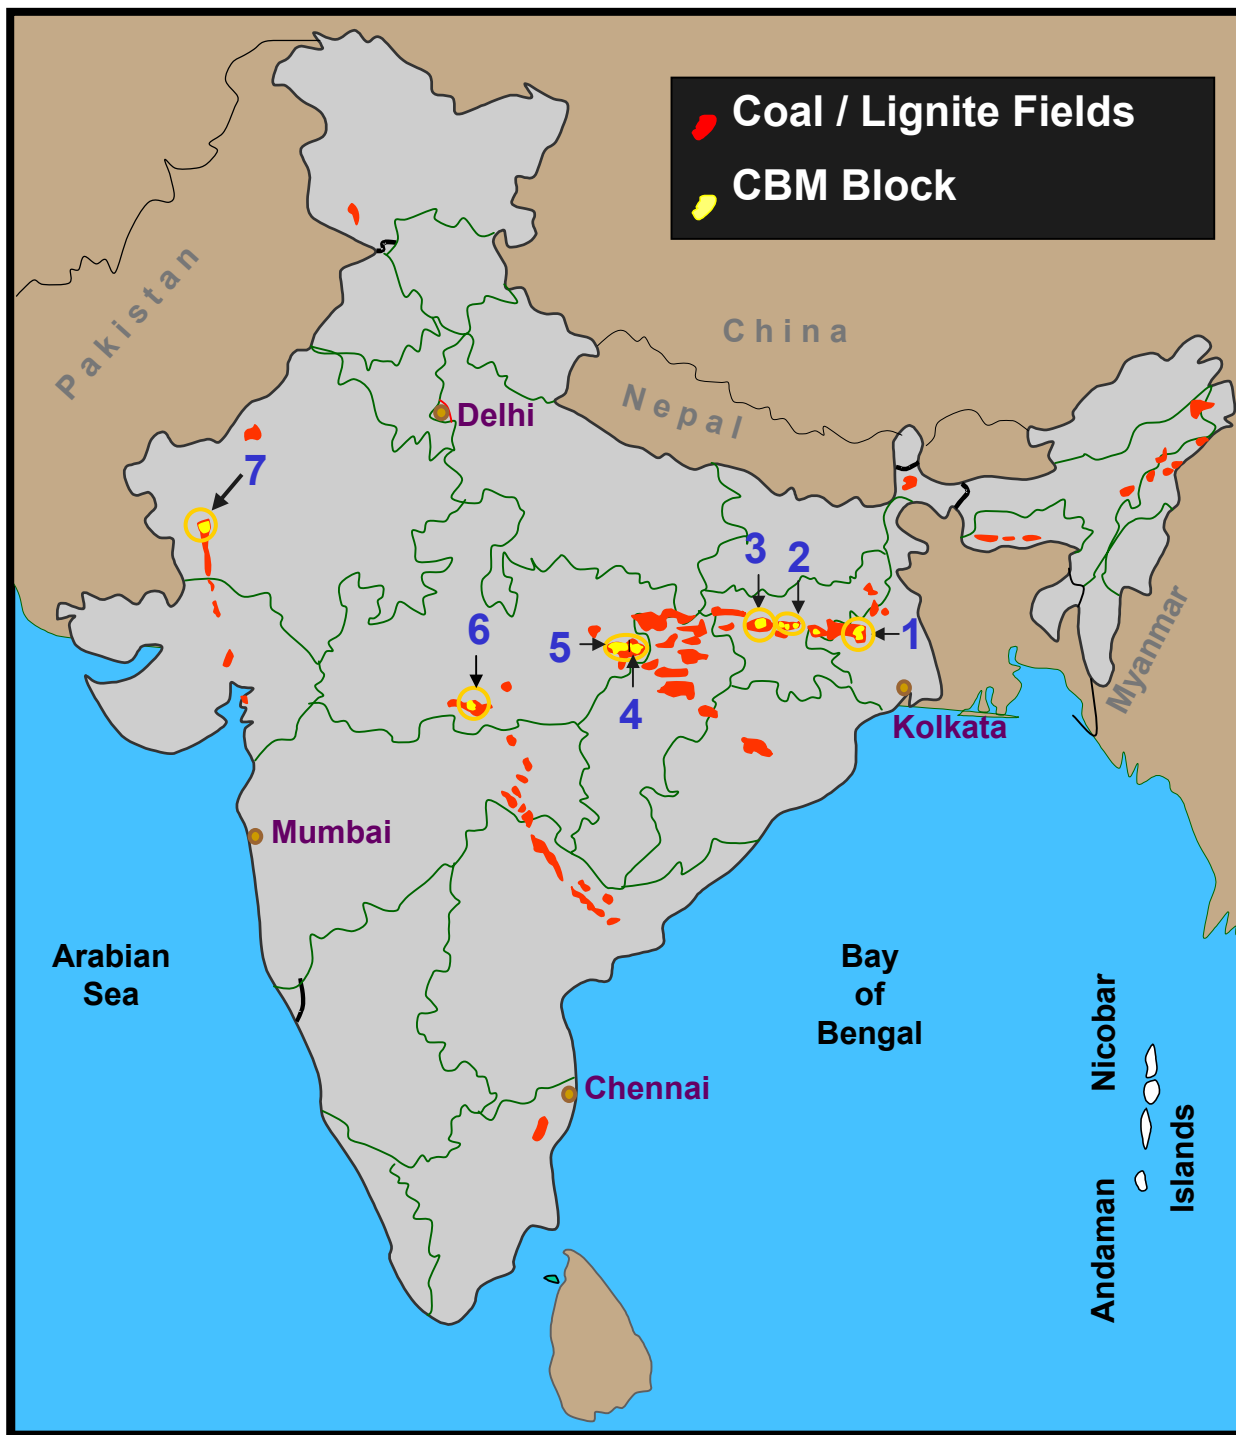 Coal / Lignite Fields
CBM Block
Pakistan
China
Nepal
Delhi
7
3
2
1
6
5
4
Myanmar
Kolkata
Mumbai
Arabian
Sea
Bay
of
Bengal
Chennai
Andaman Nicobar
Islands